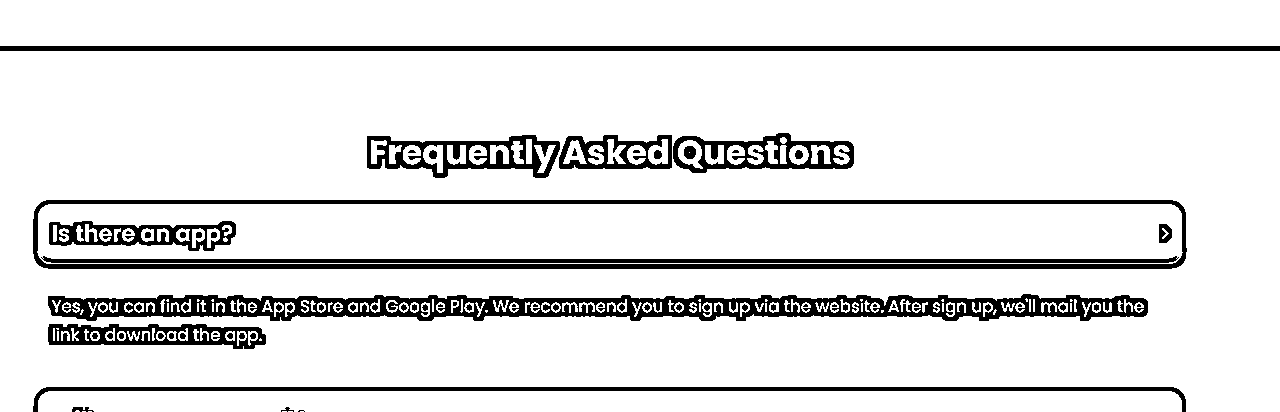 Frequently Asked Questions
Is there an app?
Yes, you can find it in the App Store and Google Play. We recommend you to sign up via the website. After sign up, we'll mail you the
link to download the app.